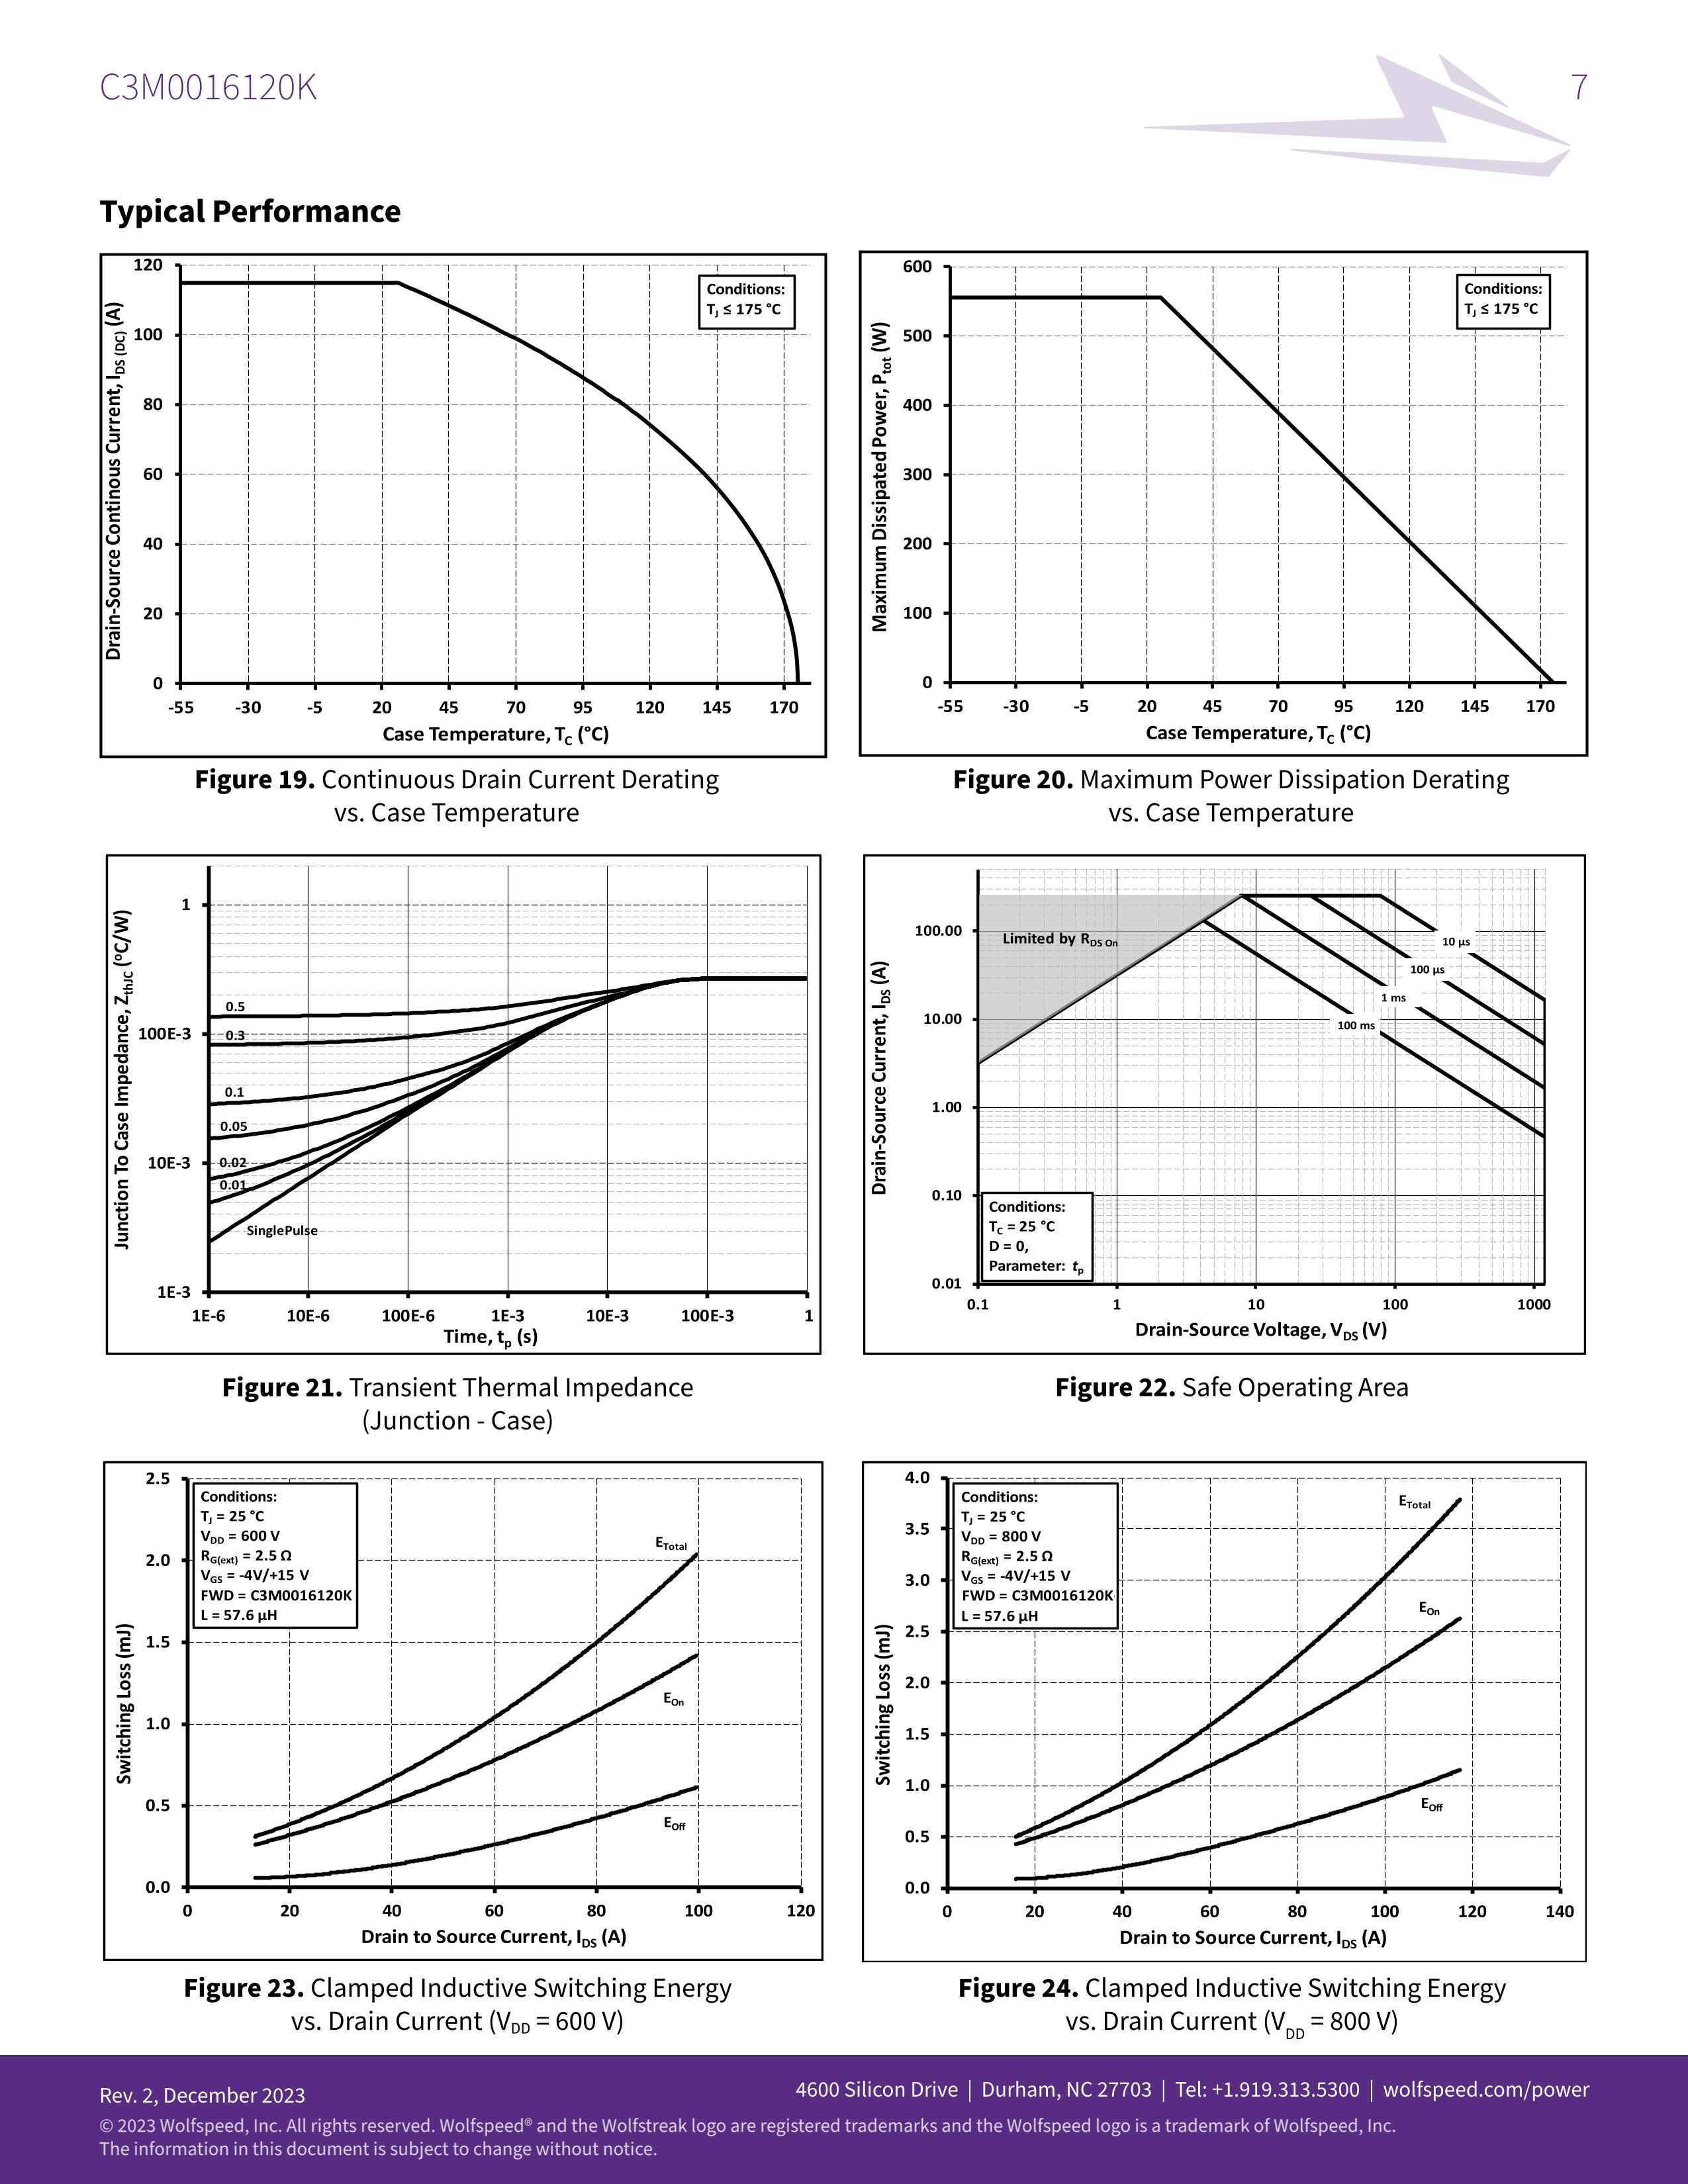 C3M0016120K
7
Typical Performance
120
100
80
60
40
20
0
-55 -30 -5 20 45 70 95 120 145 170
Drain-Source Continous Current, IDS (DC) (A)
Case Temperature, TC (°C)
Conditions:
TJ ≤ 175 °C
Figure 19. Continuous Drain Current Derating
vs. Case Temperature
600
500
400
300
200
100
0
-55 -30 -5 20 45 70 95 120 145 170
Maximum Dissipated Power, Ptot (W)
Case Temperature, TC (°C)
Conditions:
TJ ≤ 175 °C
Figure 20. Maximum Power Dissipation Derating
vs. Case Temperature
Junction To Case Impedance, ZthJC (°C/W)
1
100E-3
10E-3
1E-3
0.5
0.3
0.1
0.05
0.02
0.01
SinglePulse
1E-6 10E-6 100E-6 1E-3 10E-3 100E-3 1
Time, tp (s)
Figure 21. Transient Thermal Impedance
(Junction - Case)
Drain-Source Current, IDS (A)
100.00
10.00
1.00
0.10
0.01
Limited by RDS On
10 µs
100 µs
1 ms
100 ms
Conditions:
TC = 25 °C
D = 0,
Parameter: tp
0.1 1 10 100 1000
Drain-Source Voltage, VDS (V)
Figure 22. Safe Operating Area
Switching Loss (mJ)
2.5
2.0
1.5
1.0
0.5
0.0
Conditions:
TJ = 25 °C
VDD = 600 V
RG(ext) = 2.5 Ω
VGS = -4V/+15 V
FWD = C3M0016120K
L = 57.6 µH
ETotal
EOn
EOff
0 20 40 60 80 100 120
Drain to Source Current, IDS (A)
Figure 23. Clamped Inductive Switching Energy
vs. Drain Current (VDD = 600 V)
Switching Loss (mJ)
4.0
3.5
3.0
2.5
2.0
1.5
1.0
0.5
0.0
Conditions:
TJ = 25 °C
VDD = 800 V
RG(ext) = 2.5 Ω
VGS = -4V/+15 V
FWD = C3M0016120K
L = 57.6 µH
ETotal
EOn
EOff
0 20 40 60 80 100 120 140
Drain to Source Current, IDS (A)
Figure 24. Clamped Inductive Switching Energy
vs. Drain Current (VDD = 800 V)
Rev. 2, December 2023
4600 Silicon Drive | Durham, NC 27703 | Tel: +1.919.313.5300 | wolfspeed.com/power
© 2023 Wolfspeed, Inc. All rights reserved. Wolfspeed® and the Wolfstreak logo are registered trademarks and the Wolfspeed logo is a trademark of Wolfspeed, Inc.
The information in this document is subject to change without notice.